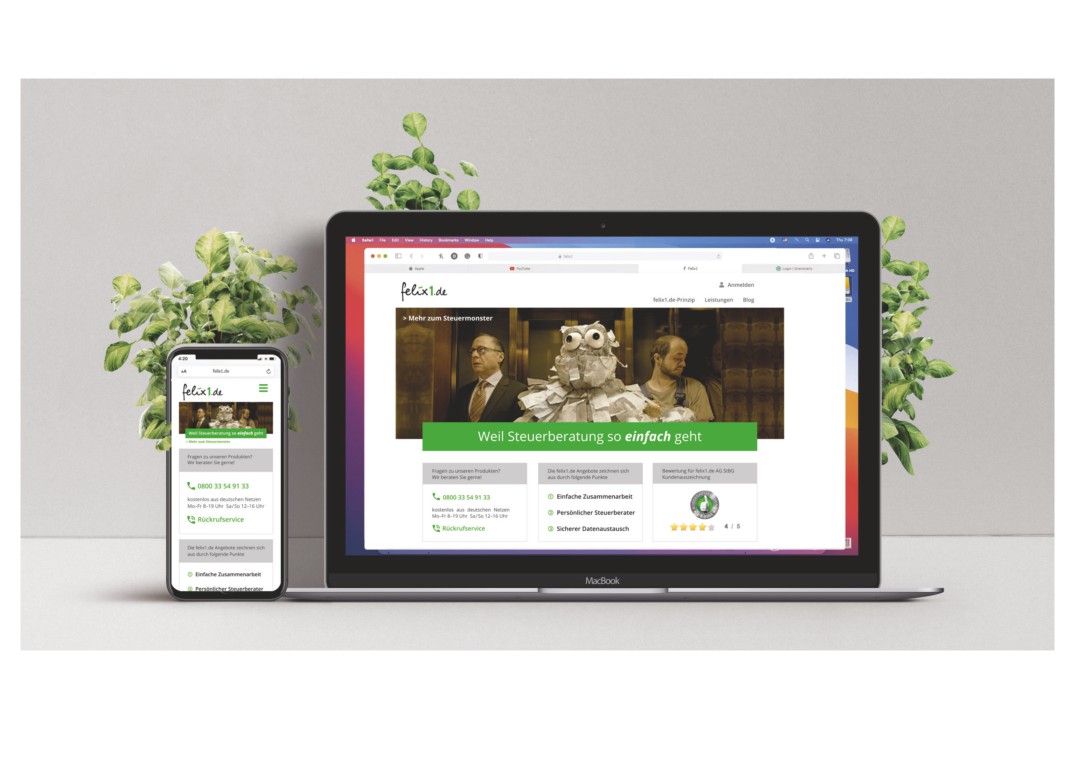 4:20
AA
felix1.de
felix1.de
Weil Steuerberatung so einfach geht
> Mehr zum Steuermonster
Fragen zu unseren Produkten?
Wir beraten Sie gerne!
0800 33 54 91 33
kostenlos aus deutschen Netzen
Mo-Fr 8-19 Uhr Sa/So 12-16 Uhr
Rückrufservice
Die felix1.de Angebote zeichnen sich
aus durch folgende Punkte
Einfache Zusammenarbeit
Persönlicher Steuerberater
Safari File Edit View History Bookmarks Window Help
Thu 7:08
felix1
Apple YouTube Felix1
felix1.de
Anmelden
felix1.de-Prinzip Leistungen Blog
> Mehr zum Steuermonster
Weil Steuerberatung so einfach geht
Fragen zu unseren Produkten?
Wir beraten Sie gerne!
0800 33 54 91 33
kostenlos aus deutschen Netzen
Mo-Fr 8-19 Uhr Sa/So 12-16 Uhr
Rückrufservice
Die felix1.de Angebote zeichnen sich
aus durch folgende Punkte
Einfache Zusammenarbeit
Persönlicher Steuerberater
Sicherer Datenaustausch
Bewertung für felix1.de AG StBG
Kundenauszeichnung
4 / 5
MacBook